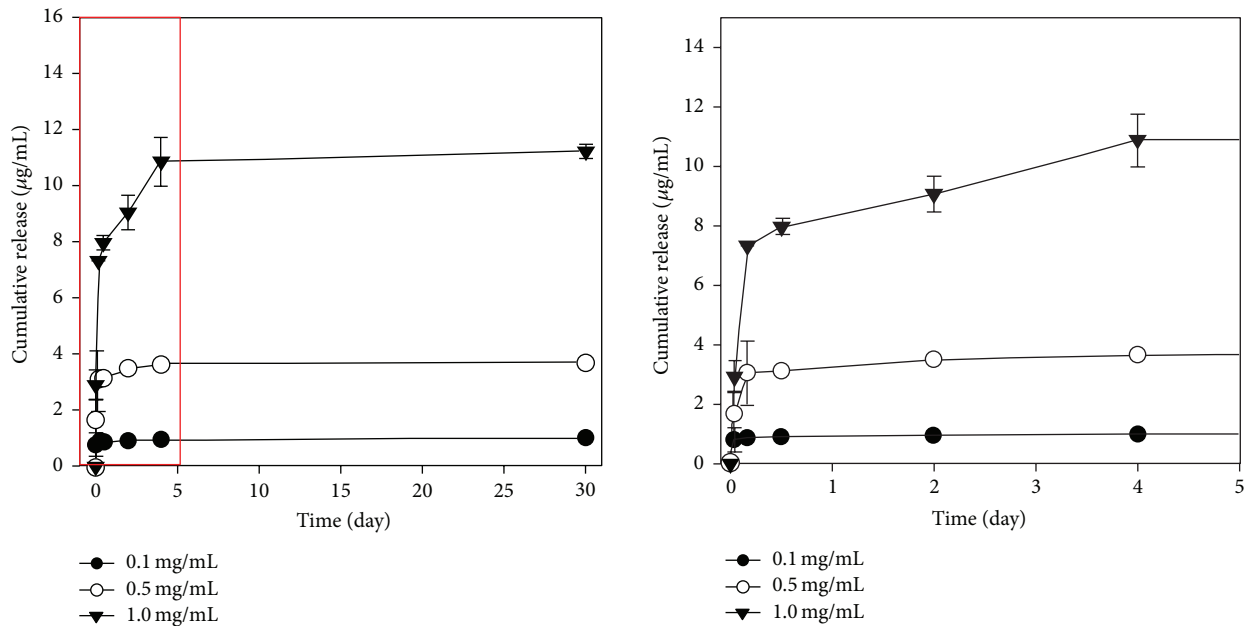 16
14
12
10
8
6
4
2
0
Cumulative release (μg/mL)
0 5 10 15 20 25 30
Time (day)
0.1 mg/mL
0.5 mg/mL
1.0 mg/mL
14
12
10
8
6
4
2
0
Cumulative release (μg/mL)
0 1 2 3 4 5
Time (day)
0.1 mg/mL
0.5 mg/mL
1.0 mg/mL